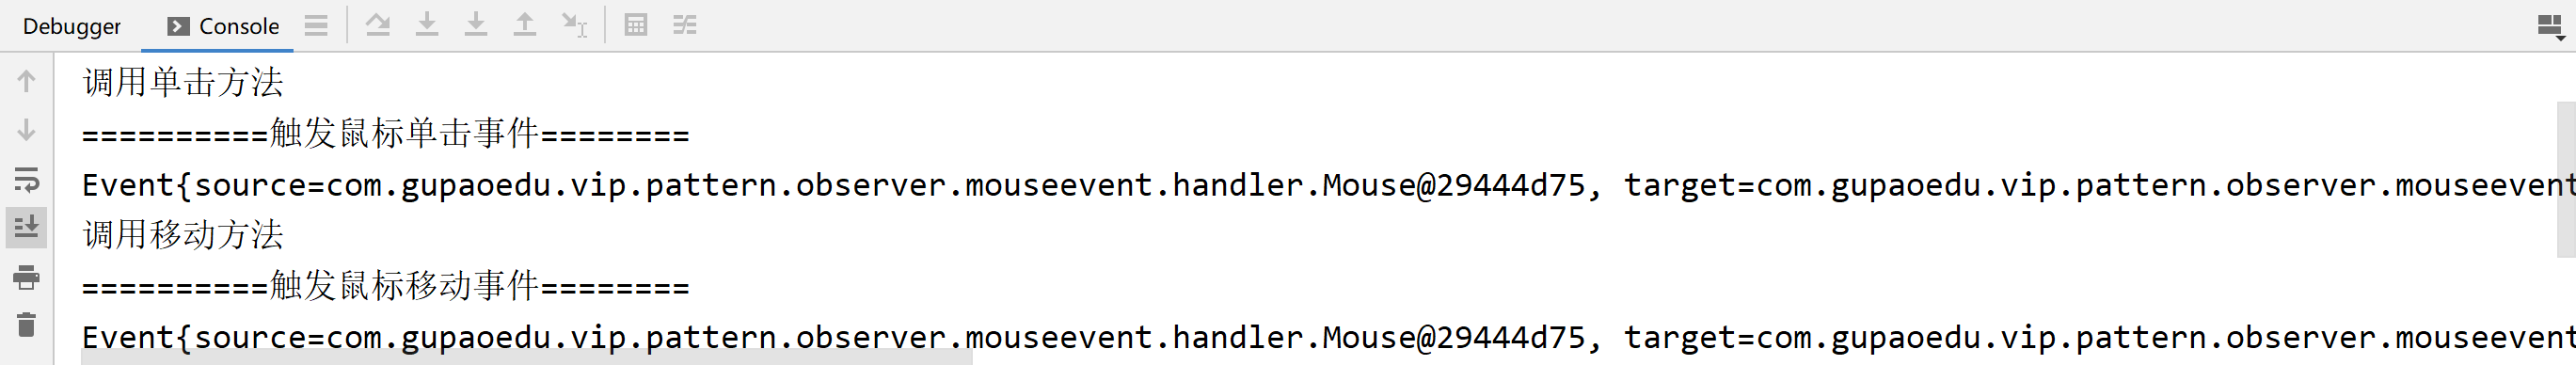 Debugger Console
调用单击方法
==========触发鼠标单击事件========
Event{source=com.gupaoedu.vip.pattern.observer.mouseevent.handler.Mouse@29444d75, target=com.gupaoedu.vip.pattern.observer.mouseevent
调用移动方法
==========触发鼠标移动事件========
Event{source=com.gupaoedu.vip.pattern.observer.mouseevent.handler.Mouse@29444d75, target=com.gupaoedu.vip.pattern.observer.mouseevent